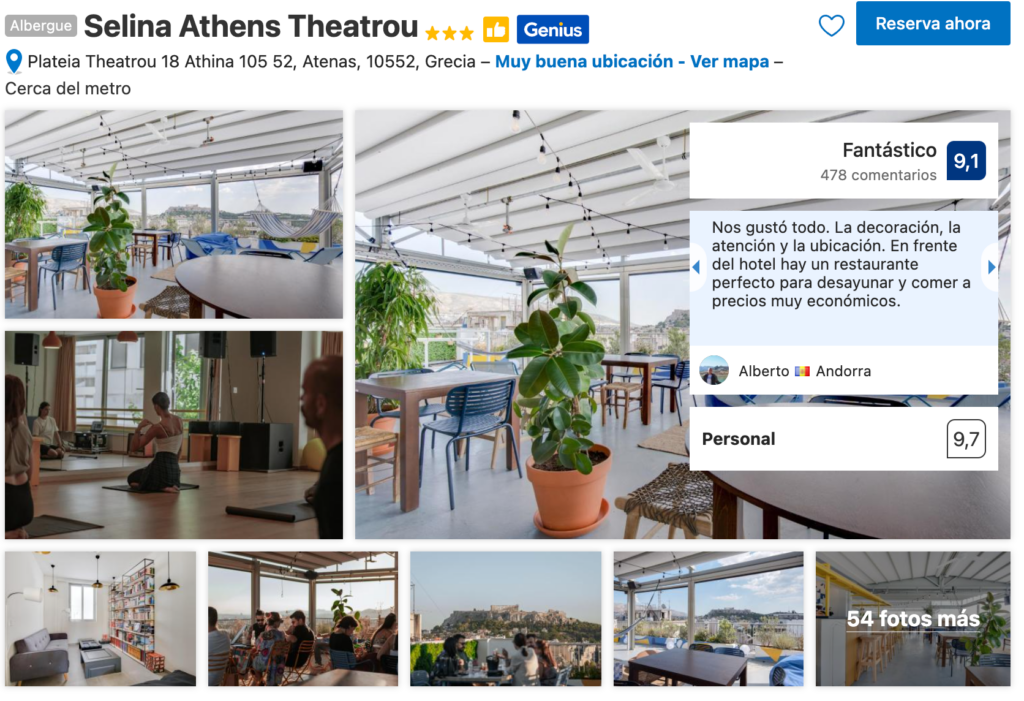 Albergue Selina Athens Theatrou Genius
Reserva ahora
Plateia Theatrou 18 Athina 105 52, Atenas, 10552, Grecia – Muy buena ubicación - Ver mapa –
Cerca del metro
Fantástico
9,1
478 comentarios
Nos gustó todo. La decoración, la
atención y la ubicación. En frente
del hotel hay un restaurante
perfecto para desayunar y comer a
precios muy económicos.
Alberto Andorra
Personal 9,7
54 fotos más